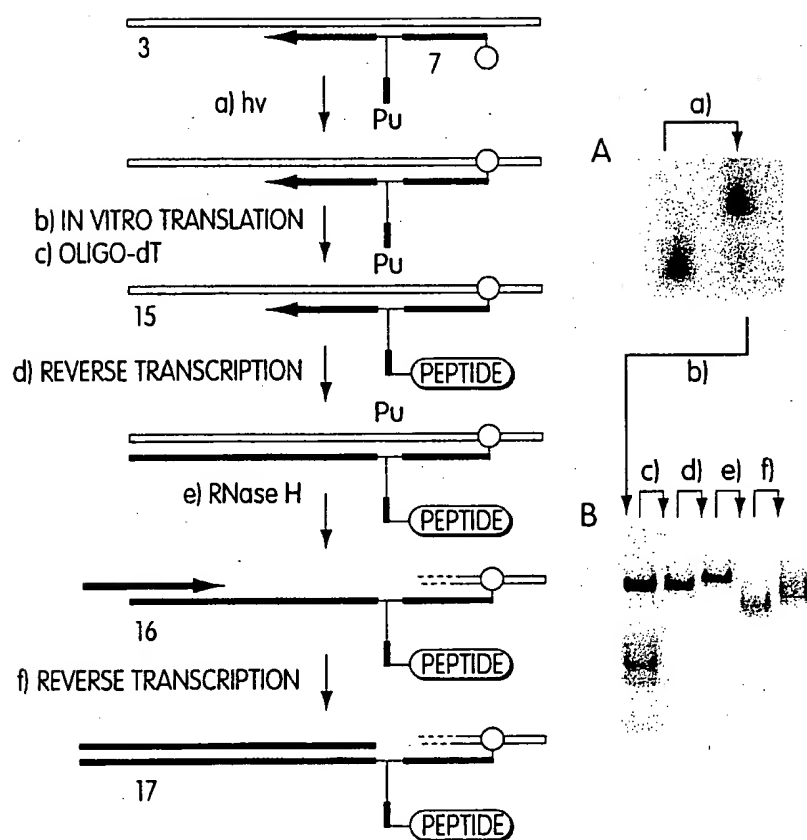 3
7
a) hν
Pu
b) IN VITRO TRANSLATION
c) OLIGO-dT
Pu
15
PEPTIDE
d) REVERSE TRANSCRIPTION
Pu
e) RNase H
PEPTIDE
16
PEPTIDE
f) REVERSE TRANSCRIPTION
17
PEPTIDE
A
a)
b)
B
c) d) e) f)